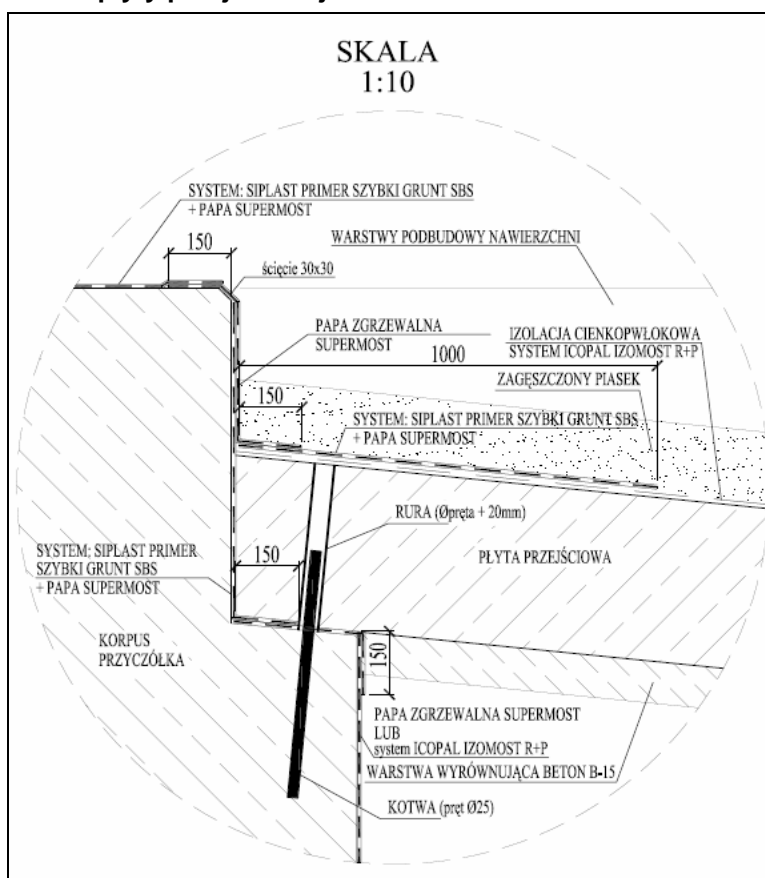 SKALA
1:10
SYSTEM: SIPLAST PRIMER SZYBKI GRUNT SBS
+ PAPA SUPERMOST
150
WARSTWY PODBUDOWY NAWIERZCHNI
ścięcie 30x30
PAPA ZGRZEWALNA
SUPERMOST
1000
IZOLACJA CIENKOPWŁOKOWA
SYSTEM ICOPAL IZOMOST R+P
ZAGĘSZCZONY PIASEK
150
SYSTEM: SIPLAST PRIMER SZYBKI GRUNT SBS
+ PAPA SUPERMOST
RURA (Øpręta + 20mm)
SYSTEM; SIPLAST PRIMER
SZYBKI GRUNT SBS
+ PAPA SUPERMOST
150
PŁYTA PRZEJŚCIOWA
KORPUS
PRZYCZÓŁKA
150
PAPA ZGRZEWALNA SUPERMOST
LUB
system ICOPAL IZOMOST R+P
WARSTWA WYRÓWNUJĄCA BETON B-15
KOTWA (pręt Ø25)